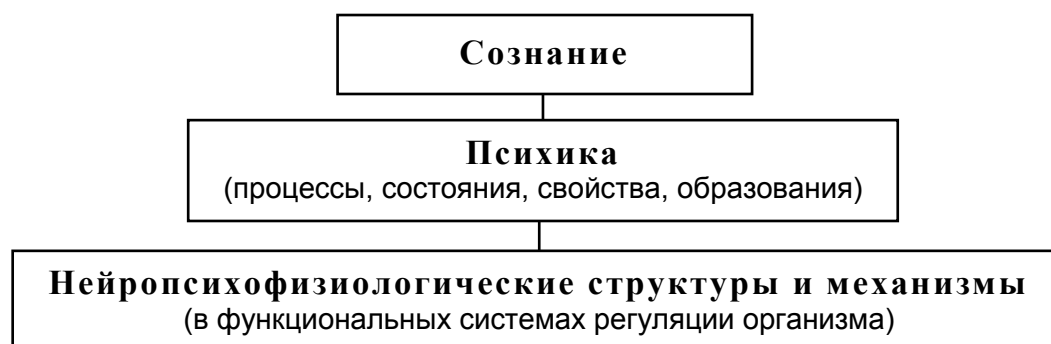 Сознание
Психика
(процессы, состояния, свойства, образования)
Нейропсихофизиологические структуры и механизмы
(в функциональных системах регуляции организма)